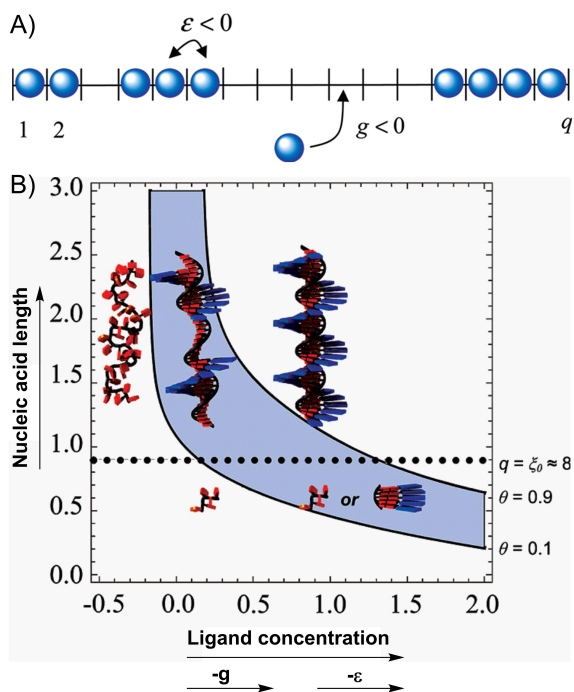 A)
ε < 0
1
2
g < 0
q
B)
3.0
2.5
2.0
1.5
1.0
0.5
0.0
Nucleic acid length
or
q = ξ₀ ≈ 8
θ = 0.9
θ = 0.1
-0.5
0.0
0.5
1.0
1.5
2.0
Ligand concentration
-g
-ε